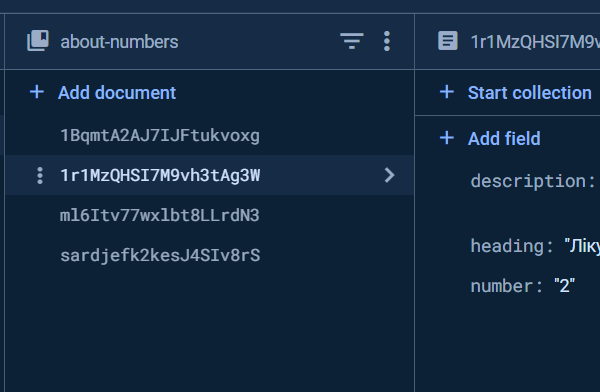 about-numbers
Add document
1BqmtA2AJ7IJFtukvoxg
1r1MzQHSI7M9vh3tAg3W
ml6Itv77wxlbt8LLrdN3
sardjefk2kesJ4SIv8rS
1r1MzQHSI7M9v
Start collection
Add field
description:
heading: "Ліку
number: "2"